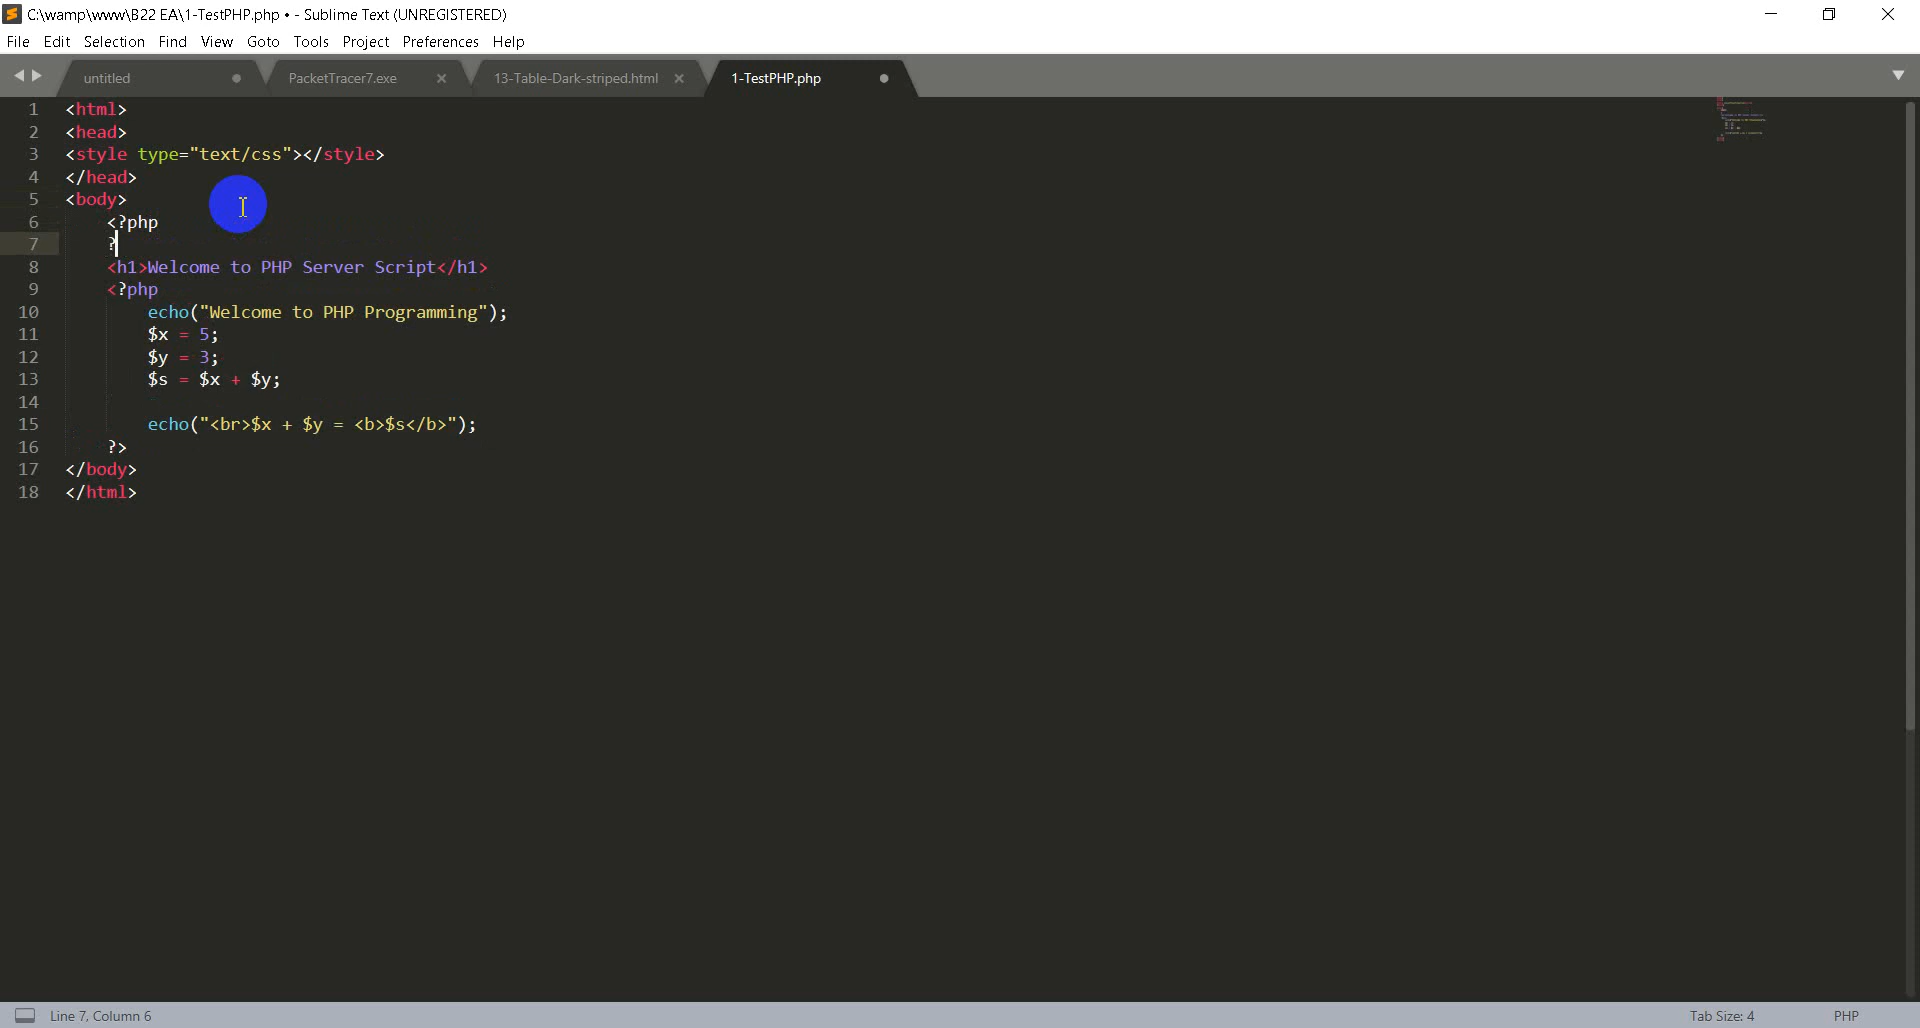 C:\wamp\www\B22 EA\1-TestPHP.php • - Sublime Text (UNREGISTERED)
File Edit Selection Find View Goto Tools Project Preferences Help
untitled PacketTracer7.exe 13-Table-Dark-striped.html 1-TestPHP.php
1 <html>
2 <head>
3 <style type="text/css"></style>
4 </head>
5 <body>
6 <?php
7 ?
8 <h1>Welcome to PHP Server Script</h1>
9 <?php
10 echo("Welcome to PHP Programming");
11 $x = 5;
12 $y = 3;
13 $s = $x + $y;
14
15 echo("<br>$x + $y = <b>$s</b>");
16 ?>
17 </body>
18 </html>
Line 7, Column 6 Tab Size: 4 PHP